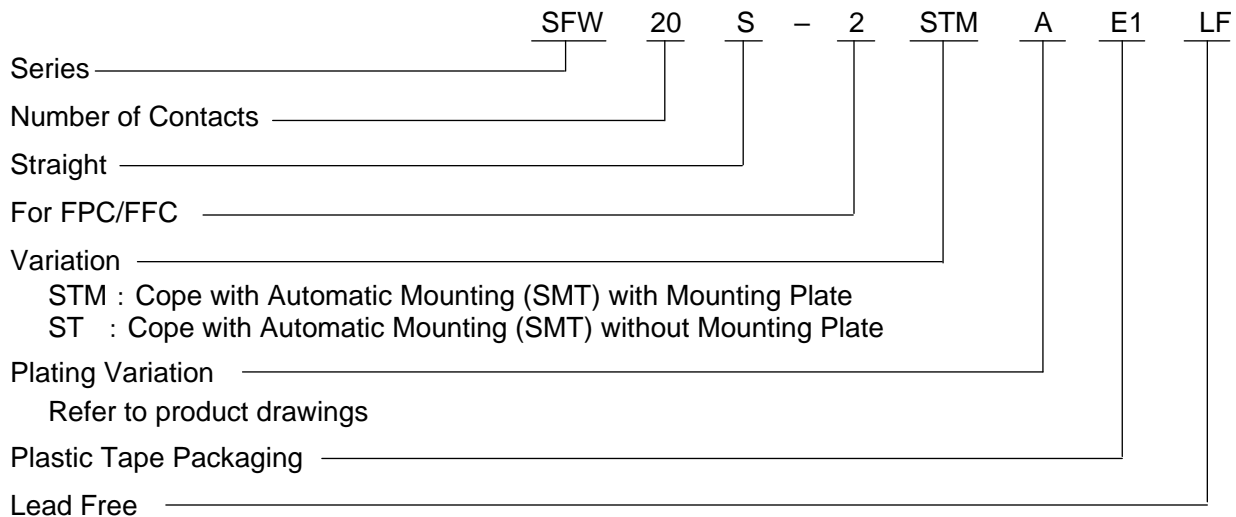 SFW 20 S – 2 STM A E1 LF
Series
Number of Contacts
Straight
For FPC/FFC
Variation
STM : Cope with Automatic Mounting (SMT) with Mounting Plate
ST : Cope with Automatic Mounting (SMT) without Mounting Plate
Plating Variation
Refer to product drawings
Plastic Tape Packaging
Lead Free